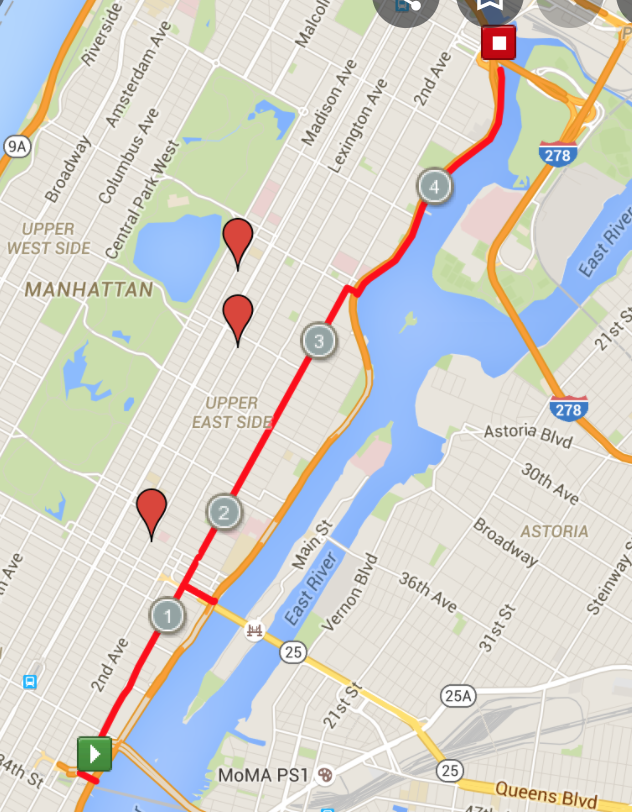 Riverside
Amsterdam Ave
Malcol
Madison Ave
2nd Ave
Lexington Ave
9A
Broadway
Columbus Ave
Central Park West
278
4
UPPER
WEST SIDE
East River
MANHATTAN
21st St
3
UPPER
EAST SIDE
278
Astoria Blvd
30th Ave
2
Broadway
ASTORIA
Main St
East River
Vernon Blvd
36th Ave
Steinway S
1
31st St
25
2nd Ave
21st St
25A
34th St
MoMA PS1
25
Queens Blvd